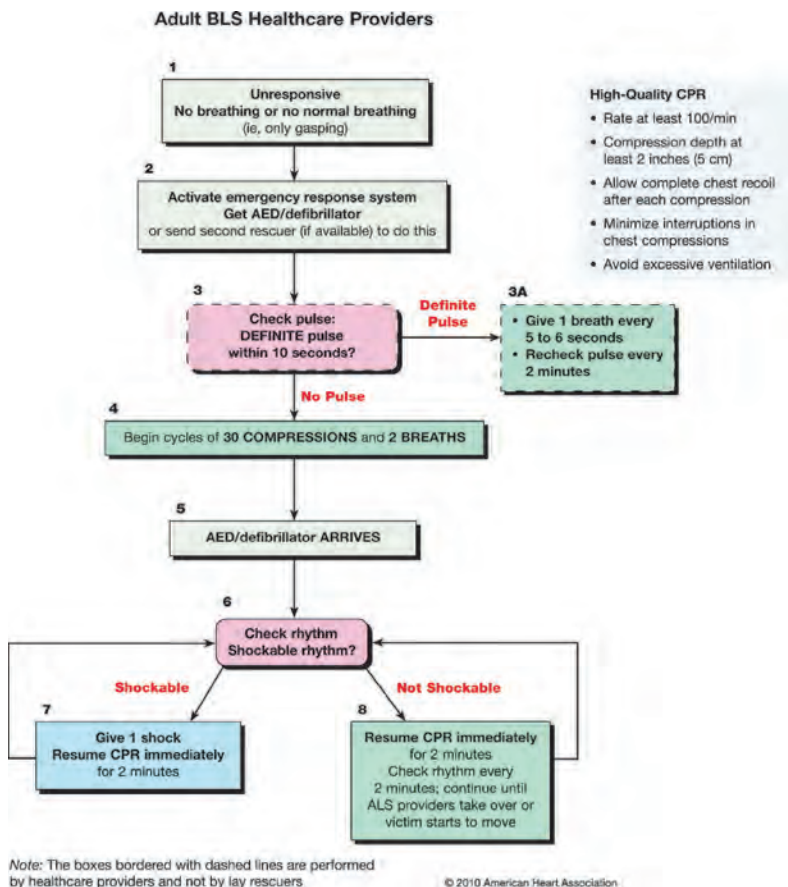 Adult BLS Healthcare Providers
1
Unresponsive
No breathing or no normal breathing
(ie, only gasping)
2
Activate emergency response system
Get AED/defibrillator
or send second rescuer (if available) to do this
High-Quality CPR
• Rate at least 100/min
• Compression depth at
least 2 inches (5 cm)
• Allow complete chest recoil
after each compression
• Minimize interruptions in
chest compressions
• Avoid excessive ventilation
3
Check pulse:
DEFINITE pulse
within 10 seconds?
Definite
Pulse
3A
• Give 1 breath every
5 to 6 seconds
• Recheck pulse every
2 minutes
No Pulse
4
Begin cycles of 30 COMPRESSIONS and 2 BREATHS
5
AED/defibrillator ARRIVES
6
Check rhythm
Shockable rhythm?
Shockable
Not Shockable
7
Give 1 shock
Resume CPR immediately
for 2 minutes
8
Resume CPR immediately
for 2 minutes
Check rhythm every
2 minutes; continue until
ALS providers take over or
victim starts to move
Note: The boxes bordered with dashed lines are performed
by healthcare providers and not by lay rescuers
© 2010 American Heart Association